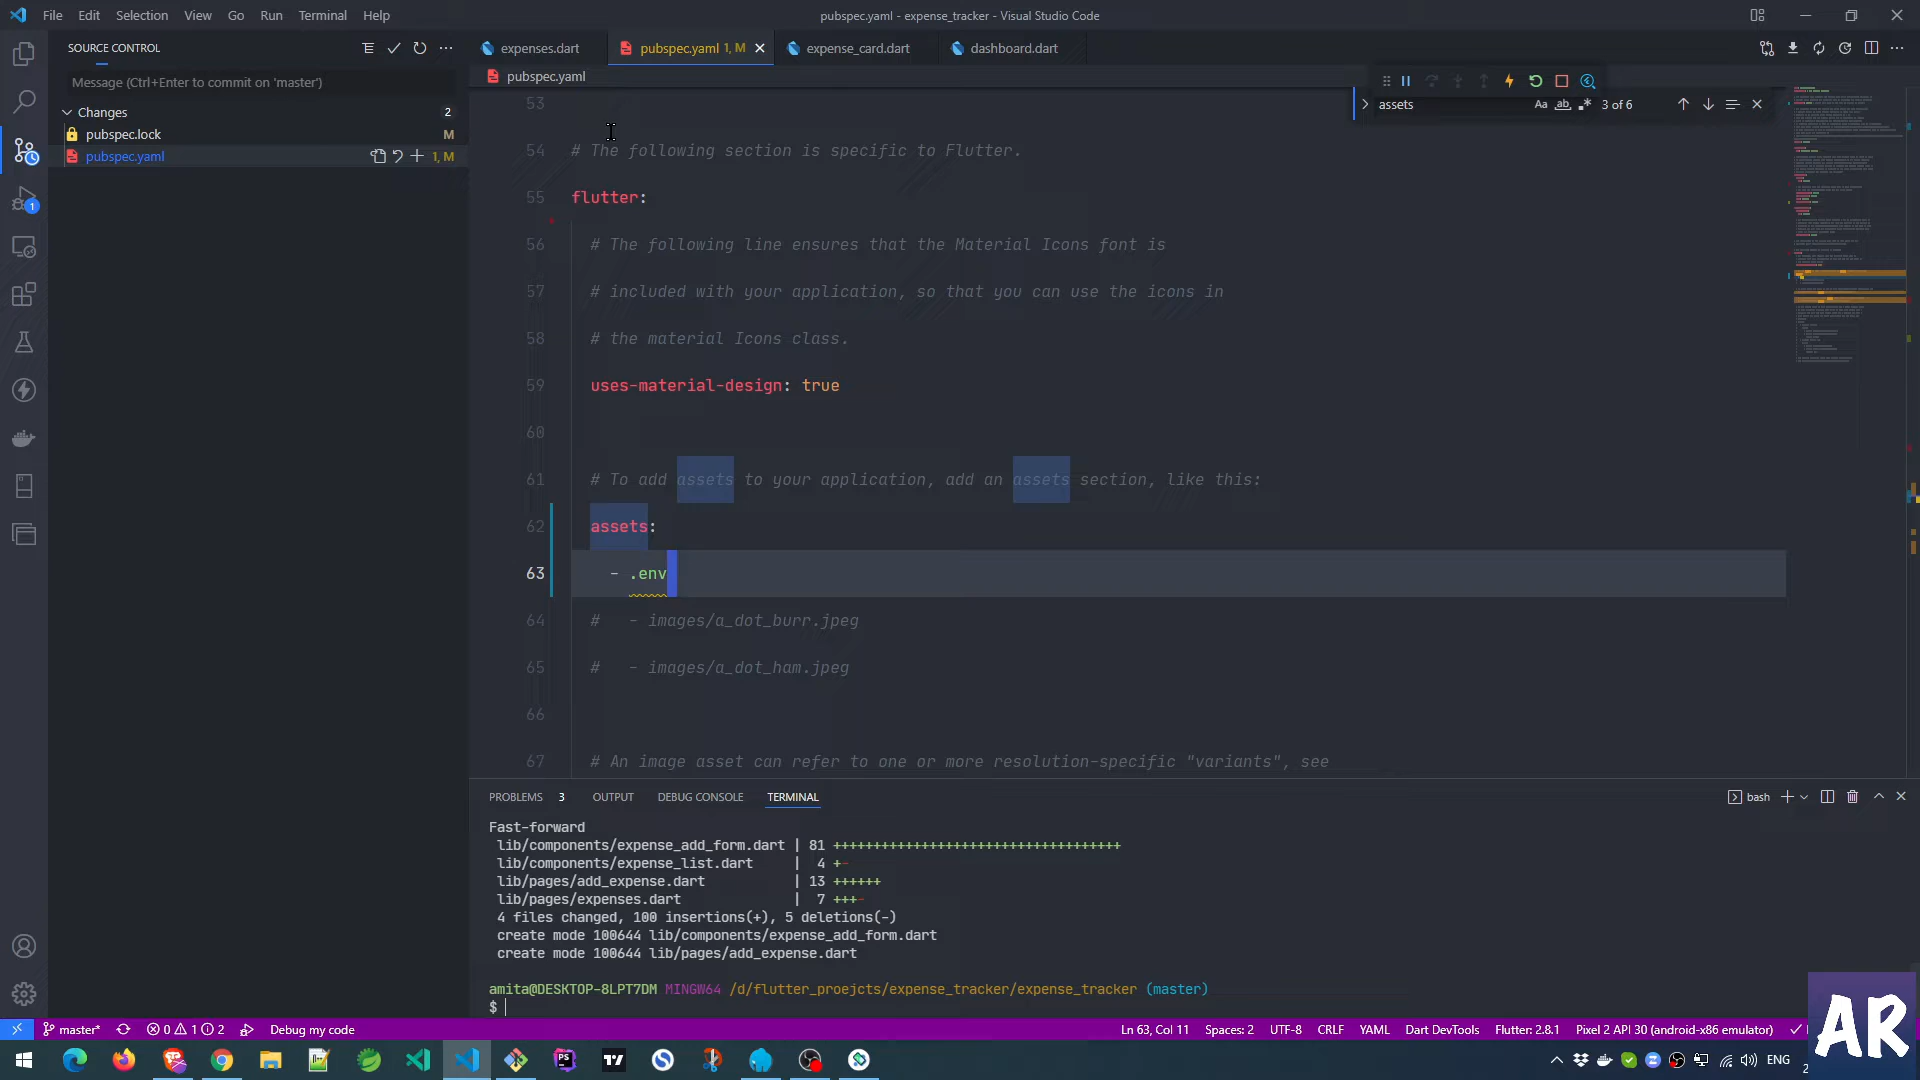 File Edit Selection View Go Run Terminal Help
pubspec.yaml - expense_tracker - Visual Studio Code
SOURCE CONTROL
expenses.dart
pubspec.yaml 1, M
expense_card.dart
dashboard.dart
Message (Ctrl+Enter to commit on 'master')
pubspec.yaml
assets
Aa
ab
3 of 6
Changes
2
pubspec.lock
M
pubspec.yaml
1, M
1
53
54 # The following section is specific to Flutter.
55 flutter:
56 # The following line ensures that the Material Icons font is
57 # included with your application, so that you can use the icons in
58 # the material Icons class.
59 uses-material-design: true
60
61 # To add assets to your application, add an assets section, like this:
62 assets:
63 - .env
64 # - images/a_dot_burr.jpeg
65 # - images/a_dot_ham.jpeg
66
67 # An image asset can refer to one or more resolution-specific "variants", see
PROBLEMS 3 OUTPUT DEBUG CONSOLE TERMINAL
bash
Fast-forward
lib/components/expense_add_form.dart | 81 ++++++++++++++++++++++++++++++++++++
lib/components/expense_list.dart | 4 +-
lib/pages/add_expense.dart | 13 ++++++
lib/pages/expenses.dart | 7 +++-
4 files changed, 100 insertions(+), 5 deletions(-)
create mode 100644 lib/components/expense_add_form.dart
create mode 100644 lib/pages/add_expense.dart
amita@DESKTOP-8LPT7DM MINGW64 /d/flutter_proejcts/expense_tracker/expense_tracker (master)
$
master* 0 1 2 Debug my code
Ln 63, Col 11 Spaces: 2 UTF-8 CRLF YAML Dart DevTools Flutter: 2.8.1 Pixel 2 API 30 (android-x86 emulator)
AR
PS
ENG